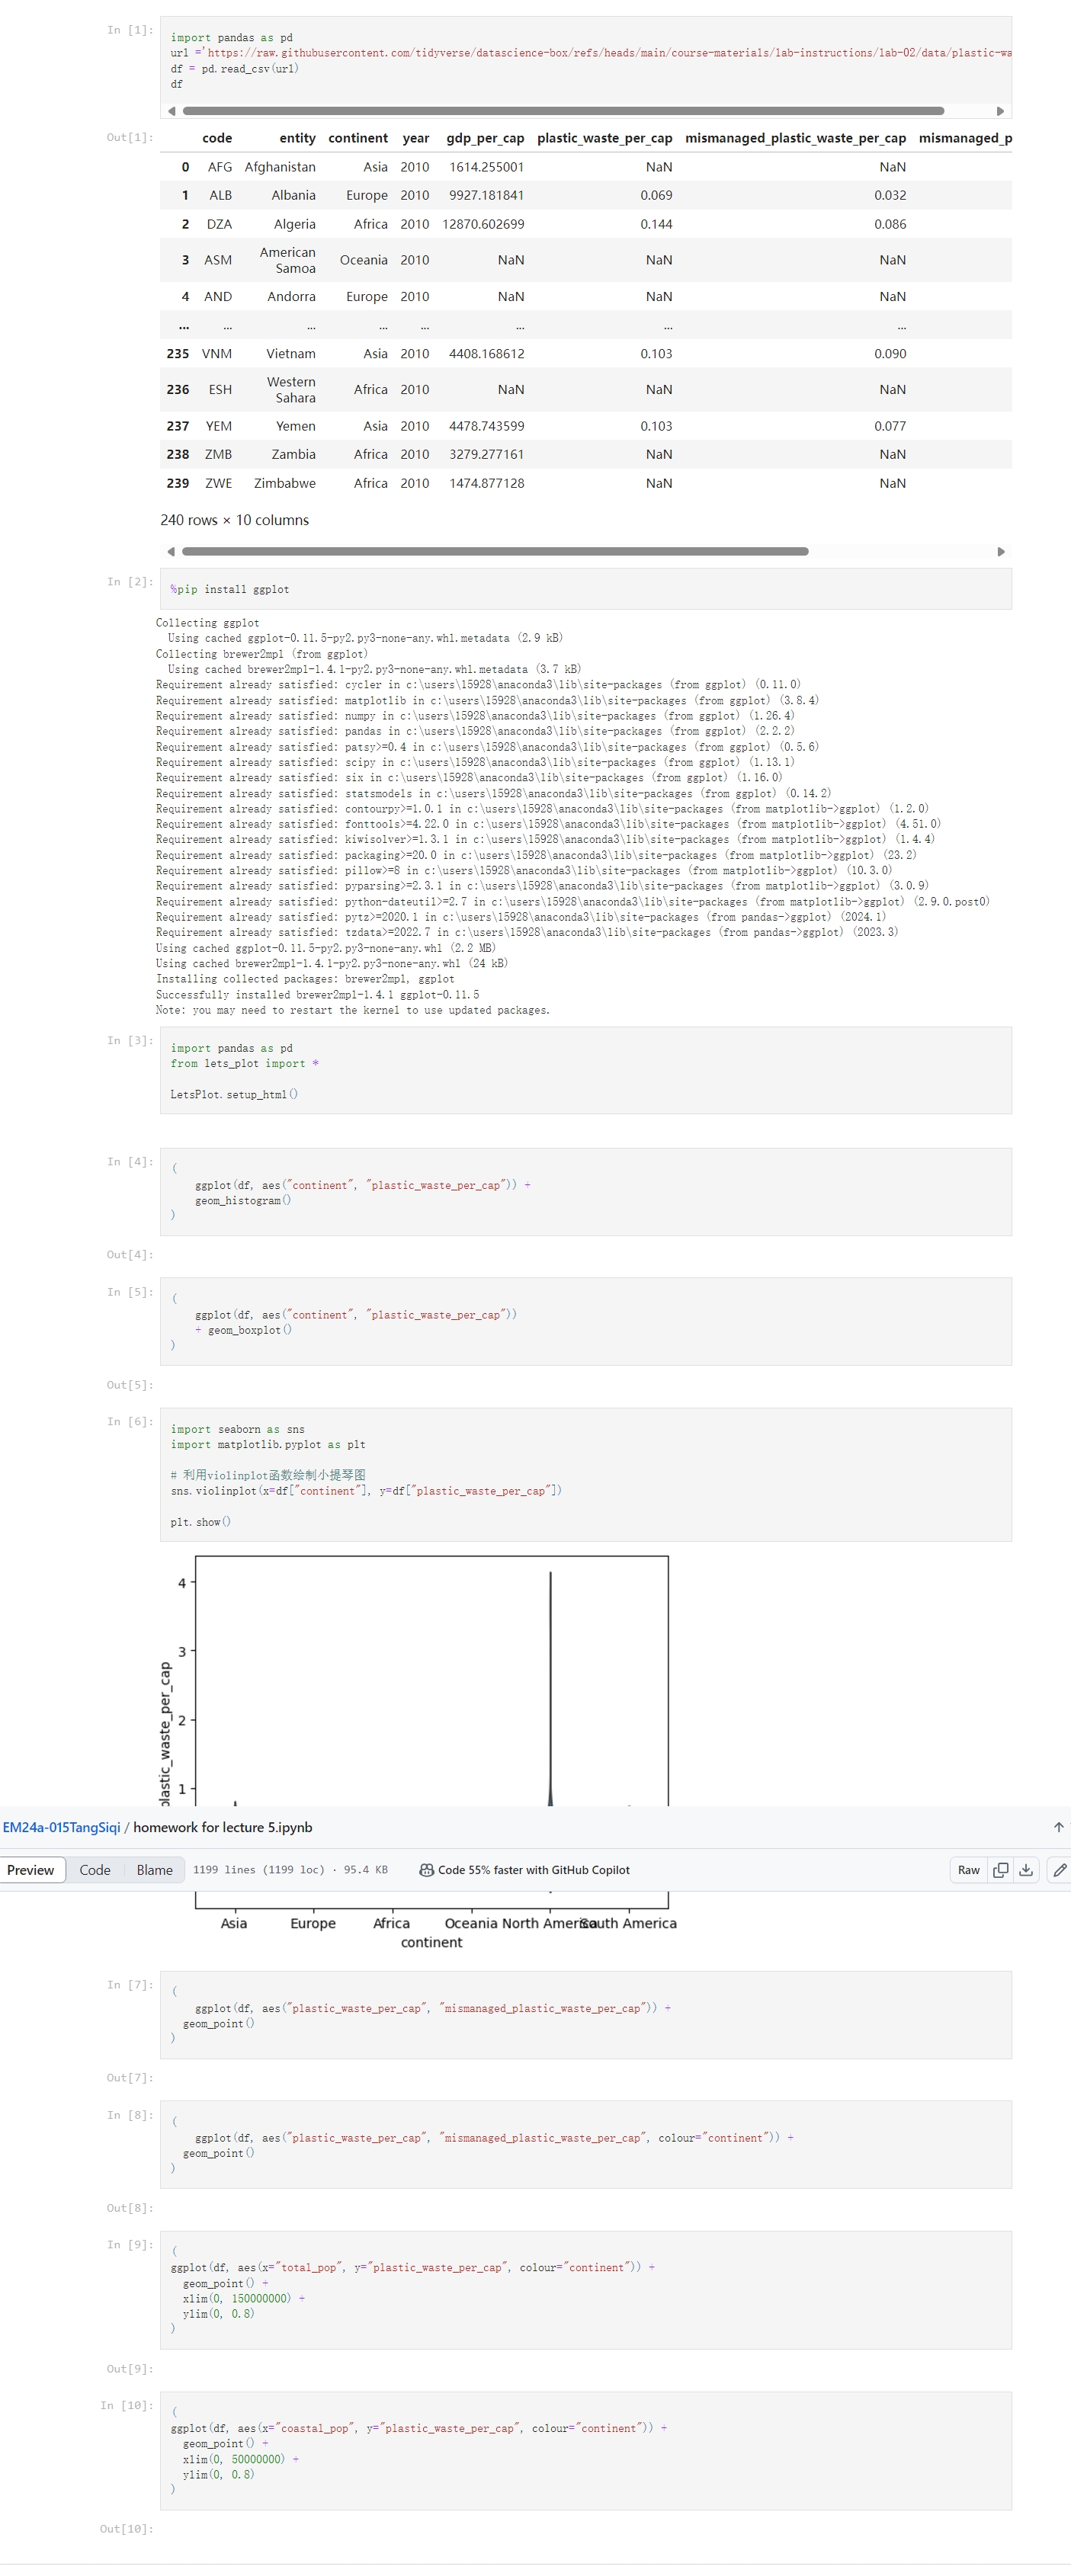 In [1]:
import pandas as pd
url ='https://raw.githubusercontent.com/tidyverse/datascience-box/refs/heads/main/course-materials/lab-instructions/lab-02/data/plastic-wa
df = pd.read_csv(url)
df
Out[1]:
code entity continent year gdp_per_cap plastic_waste_per_cap mismanaged_plastic_waste_per_cap mismanaged_p
0 AFG Afghanistan Asia 2010 1614.255001 NaN NaN
1 ALB Albania Europe 2010 9927.181841 0.069 0.032
2 DZA Algeria Africa 2010 12870.602699 0.144 0.086
3 ASM American Samoa Oceania 2010 NaN NaN NaN
4 AND Andorra Europe 2010 NaN NaN NaN
... ... ... ... ... ... ... ...
235 VNM Vietnam Asia 2010 4408.168612 0.103 0.090
236 ESH Western Sahara Africa 2010 NaN NaN NaN
237 YEM Yemen Asia 2010 4478.743599 0.103 0.077
238 ZMB Zambia Africa 2010 3279.277161 NaN NaN
239 ZWE Zimbabwe Africa 2010 1474.877128 NaN NaN
240 rows × 10 columns
In [2]:
%pip install ggplot
Collecting ggplot
Using cached ggplot-0.11.5-py2.py3-none-any.whl.metadata (2.9 kB)
Collecting brewer2mpl (from ggplot)
Using cached brewer2mpl-1.4.1-py2.py3-none-any.whl.metadata (3.7 kB)
Requirement already satisfied: cycler in c:\users\15928\anaconda3\lib\site-packages (from ggplot) (0.11.0)
Requirement already satisfied: matplotlib in c:\users\15928\anaconda3\lib\site-packages (from ggplot) (3.8.4)
Requirement already satisfied: numpy in c:\users\15928\anaconda3\lib\site-packages (from ggplot) (1.26.4)
Requirement already satisfied: pandas in c:\users\15928\anaconda3\lib\site-packages (from ggplot) (2.2.2)
Requirement already satisfied: patsy>=0.4 in c:\users\15928\anaconda3\lib\site-packages (from ggplot) (0.5.6)
Requirement already satisfied: scipy in c:\users\15928\anaconda3\lib\site-packages (from ggplot) (1.13.1)
Requirement already satisfied: six in c:\users\15928\anaconda3\lib\site-packages (from ggplot) (1.16.0)
Requirement already satisfied: statsmodels in c:\users\15928\anaconda3\lib\site-packages (from ggplot) (0.14.2)
Requirement already satisfied: contourpy>=1.0.1 in c:\users\15928\anaconda3\lib\site-packages (from matplotlib->ggplot) (1.2.0)
Requirement already satisfied: fonttools>=4.22.0 in c:\users\15928\anaconda3\lib\site-packages (from matplotlib->ggplot) (4.51.0)
Requirement already satisfied: kiwisolver>=1.3.1 in c:\users\15928\anaconda3\lib\site-packages (from matplotlib->ggplot) (1.4.4)
Requirement already satisfied: packaging>=20.0 in c:\users\15928\anaconda3\lib\site-packages (from matplotlib->ggplot) (23.2)
Requirement already satisfied: pillow>=8 in c:\users\15928\anaconda3\lib\site-packages (from matplotlib->ggplot) (10.3.0)
Requirement already satisfied: pyparsing>=2.3.1 in c:\users\15928\anaconda3\lib\site-packages (from matplotlib->ggplot) (3.0.9)
Requirement already satisfied: python-dateutil>=2.7 in c:\users\15928\anaconda3\lib\site-packages (from matplotlib->ggplot) (2.9.0.post0)
Requirement already satisfied: pytz>=2020.1 in c:\users\15928\anaconda3\lib\site-packages (from pandas->ggplot) (2024.1)
Requirement already satisfied: tzdata>=2022.7 in c:\users\15928\anaconda3\lib\site-packages (from pandas->ggplot) (2023.3)
Using cached ggplot-0.11.5-py2.py3-none-any.whl (2.2 MB)
Using cached brewer2mpl-1.4.1-py2.py3-none-any.whl (24 kB)
Installing collected packages: brewer2mpl, ggplot
Successfully installed brewer2mpl-1.4.1 ggplot-0.11.5
Note: you may need to restart the kernel to use updated packages.
In [3]:
import pandas as pd
from lets_plot import *
LetsPlot.setup_html()
In [4]:
(
ggplot(df, aes("continent", "plastic_waste_per_cap")) +
geom_histogram()
)
Out[4]:
In [5]:
(
ggplot(df, aes("continent", "plastic_waste_per_cap"))
+ geom_boxplot()
)
Out[5]:
In [6]:
import seaborn as sns
import matplotlib.pyplot as plt
# 利用violinplot函数绘制小提琴图
sns.violinplot(x=df["continent"], y=df["plastic_waste_per_cap"])
plt.show()
4
3
2
1
plastic_waste_per_cap
EM24a-015TangSiqi / homework for lecture 5.ipynb
Preview Code Blame 1199 lines (1199 loc) · 95.4 KB Code 55% faster with GitHub Copilot Raw
Asia Europe Africa Oceania North America South America
continent
In [7]:
(
ggplot(df, aes("plastic_waste_per_cap", "mismanaged_plastic_waste_per_cap")) +
geom_point()
)
Out[7]:
In [8]:
(
ggplot(df, aes("plastic_waste_per_cap", "mismanaged_plastic_waste_per_cap", colour="continent")) +
geom_point()
)
Out[8]:
In [9]:
(
ggplot(df, aes(x="total_pop", y="plastic_waste_per_cap", colour="continent")) +
geom_point() +
xlim(0, 150000000) +
ylim(0, 0.8)
)
Out[9]:
In [10]:
(
ggplot(df, aes(x="coastal_pop", y="plastic_waste_per_cap", colour="continent")) +
geom_point() +
xlim(0, 50000000) +
ylim(0, 0.8)
)
Out[10]: